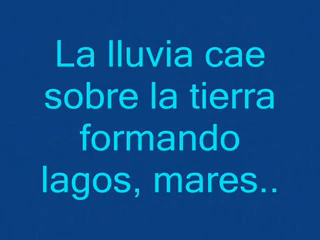 La lluvia cae
sobre la tierra
formando
lagos, mares..